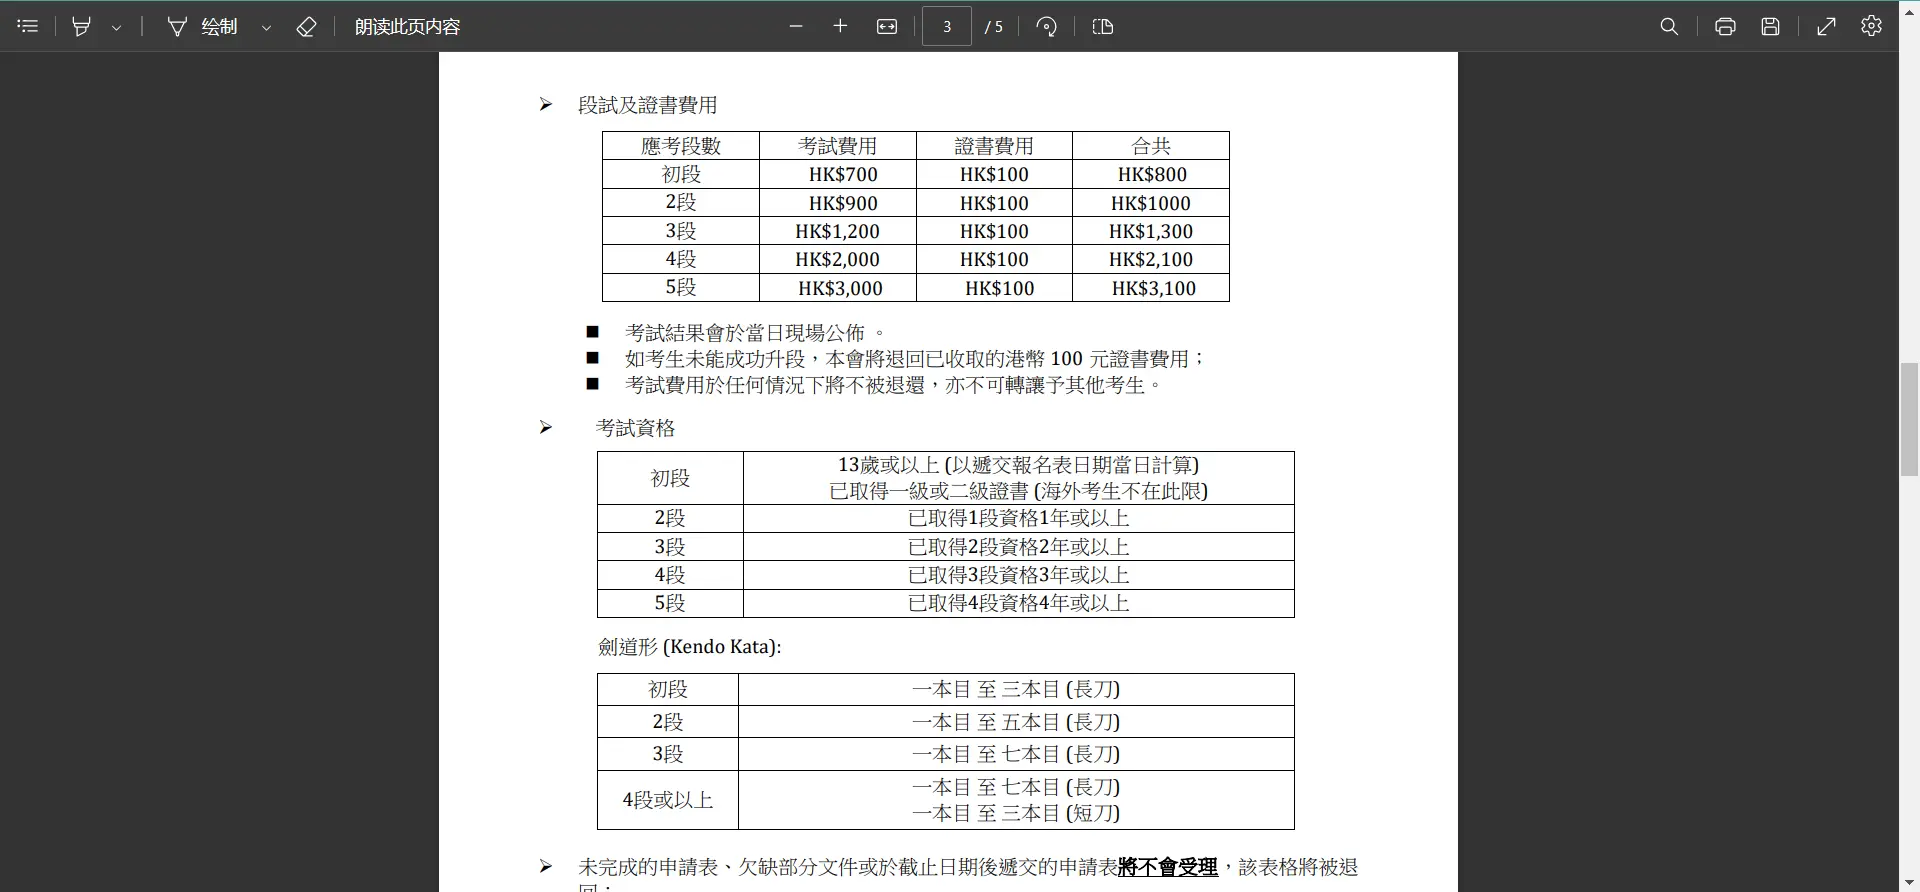 绘制 朗读此页内容 3 / 5
段試及證書費用
應考段數 考試費用 證書費用 合共
初段 HK$700 HK$100 HK$800
2段 HK$900 HK$100 HK$1000
3段 HK$1,200 HK$100 HK$1,300
4段 HK$2,000 HK$100 HK$2,100
5段 HK$3,000 HK$100 HK$3,100
考試結果會於當日現場公佈 。
如考生未能成功升段，本會將退回已收取的港幣 100 元證書費用；
考試費用於任何情況下將不被退還，亦不可轉讓予其他考生。
考試資格
初段 13歲或以上 (以遞交報名表日期當日計算)
已取得一級或二級證書 (海外考生不在此限)
2段 已取得1段資格1年或以上
3段 已取得2段資格2年或以上
4段 已取得3段資格3年或以上
5段 已取得4段資格4年或以上
劍道形 (Kendo Kata):
初段 一本目 至 三本目 (長刀)
2段 一本目 至 五本目 (長刀)
3段 一本目 至 七本目 (長刀)
4段或以上 一本目 至 七本目 (長刀)
一本目 至 三本目 (短刀)
未完成的申請表、欠缺部分文件或於截止日期後遞交的申請表將不會受理，該表格將被退
回；